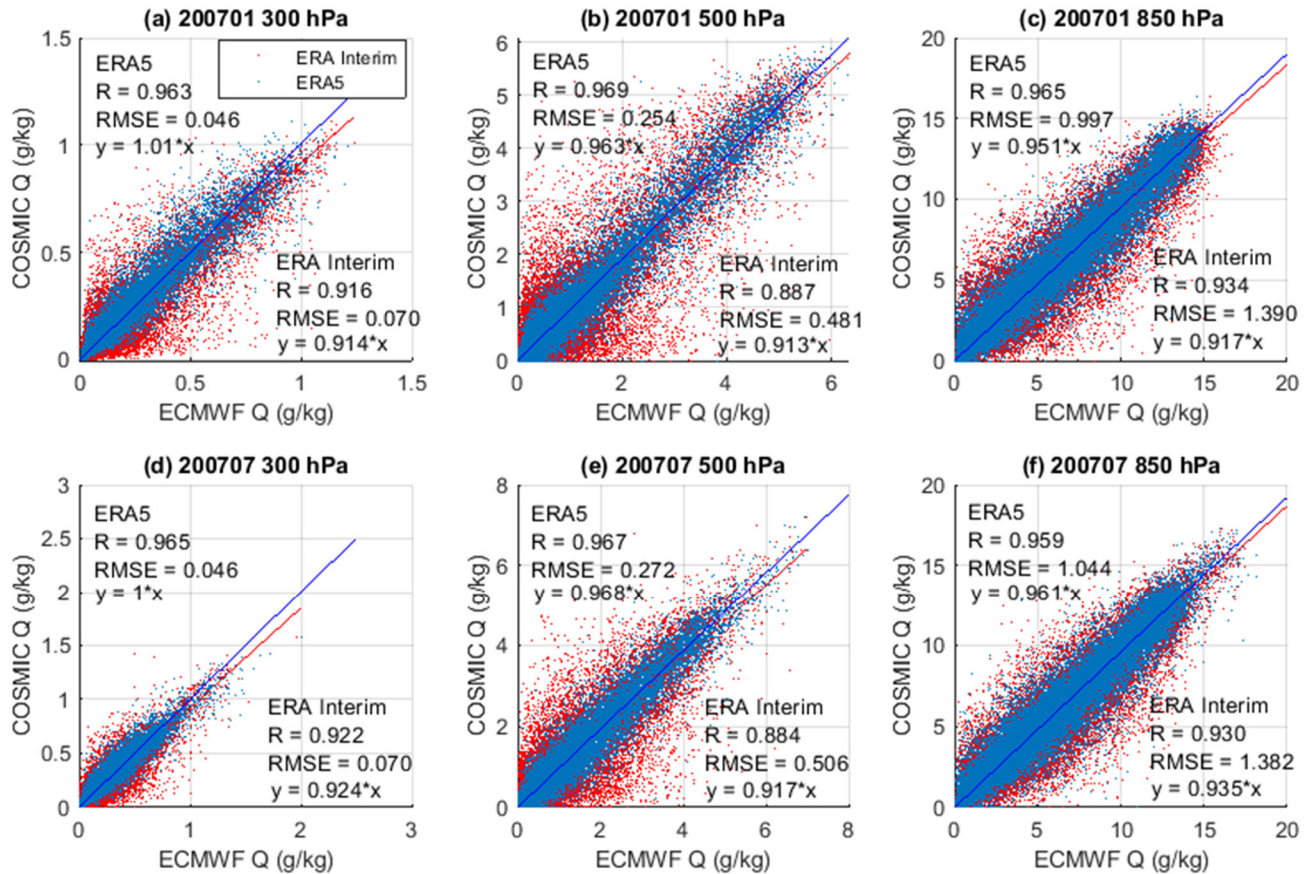 (a) 200701 300 hPa
1.5
1
0.5
0
0
0.5
1
1.5
COSMIC Q (g/kg)
ECMWF Q (g/kg)
ERA5
R = 0.963
RMSE = 0.046
y = 1.01*x
ERA Interim
ERA5
ERA Interim
R = 0.916
RMSE = 0.070
y = 0.914*x
(b) 200701 500 hPa
6
5
4
3
2
1
0
0
2
4
6
COSMIC Q (g/kg)
ECMWF Q (g/kg)
ERA5
R = 0.969
RMSE = 0.254
y = 0.963*x
ERA Interim
R = 0.887
RMSE = 0.481
y = 0.913*x
(c) 200701 850 hPa
20
15
10
5
0
0
5
10
15
20
COSMIC Q (g/kg)
ECMWF Q (g/kg)
ERA5
R = 0.965
RMSE = 0.997
y = 0.951*x
ERA Interim
R = 0.934
RMSE = 1.390
y = 0.917*x
(d) 200707 300 hPa
3
2.5
2
1.5
1
0.5
0
0
1
2
3
COSMIC Q (g/kg)
ECMWF Q (g/kg)
ERA5
R = 0.965
RMSE = 0.046
y = 1*x
ERA Interim
R = 0.922
RMSE = 0.070
y = 0.924*x
(e) 200707 500 hPa
8
6
4
2
0
0
2
4
6
8
COSMIC Q (g/kg)
ECMWF Q (g/kg)
ERA5
R = 0.967
RMSE = 0.272
y = 0.968*x
ERA Interim
R = 0.884
RMSE = 0.506
y = 0.917*x
(f) 200707 850 hPa
20
15
10
5
0
0
5
10
15
20
COSMIC Q (g/kg)
ECMWF Q (g/kg)
ERA5
R = 0.959
RMSE = 1.044
y = 0.961*x
ERA Interim
R = 0.930
RMSE = 1.382
y = 0.935*x